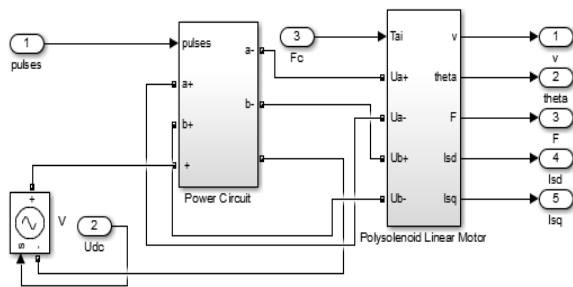 1
pulses
pulses
a+
b+
+
a-
b-
Power Circuit
+
s
-
V
2
Udc
3
Fc
Tai
Ua+
Ua-
Ub+
Ub-
v
theta
F
Isd
Isq
Polysolenoid Linear Motor
1
v
2
theta
3
F
4
Isd
5
Isq